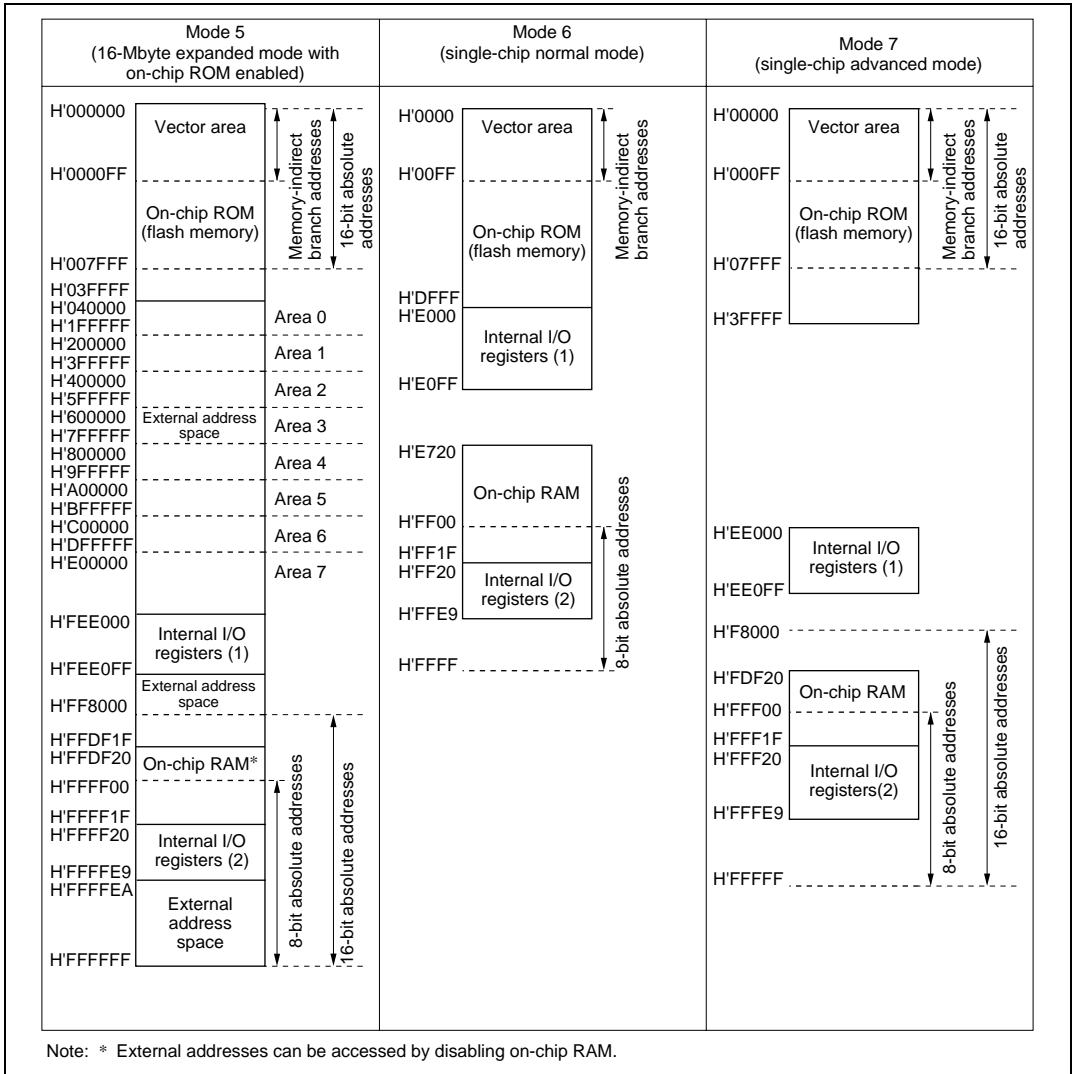 Mode 5
(16-Mbyte expanded mode with
on-chip ROM enabled)
H'000000
Vector area
H'0000FF
On-chip ROM
(flash memory)
H'007FFF
H'03FFFF
H'040000
H'1FFFFF
H'200000
H'3FFFFF
H'400000
H'5FFFFF
H'600000
H'7FFFFF
H'800000
H'9FFFFF
H'A00000
H'BFFFFF
H'C00000
H'DFFFFF
H'E00000
External address
space
Area 0
Area 1
Area 2
Area 3
Area 4
Area 5
Area 6
Area 7
H'FEE000
Internal I/O
registers (1)
H'FEE0FF
External address
space
H'FF8000
H'FFDF1F
H'FFDF20
On-chip RAM*
H'FFFF00
H'FFFF1F
H'FFFF20
Internal I/O
registers (2)
H'FFFFE9
H'FFFFEA
External
address
space
H'FFFFFF
Memory-indirect
branch addresses
16-bit absolute
addresses
8-bit absolute addresses
16-bit absolute addresses
Mode 6
(single-chip normal mode)
H'0000
Vector area
H'00FF
On-chip ROM
(flash memory)
H'DFFF
H'E000
Internal I/O
registers (1)
H'E0FF
H'E720
On-chip RAM
H'FF00
H'FF1F
H'FF20
Internal I/O
registers (2)
H'FFE9
H'FFFF
Memory-indirect
branch addresses
8-bit absolute addresses
Mode 7
(single-chip advanced mode)
H'00000
Vector area
H'000FF
On-chip ROM
(flash memory)
H'07FFF
H'3FFFF
H'EE000
Internal I/O
registers (1)
H'EE0FF
H'F8000
H'FDF20
On-chip RAM
H'FFF00
H'FFF1F
H'FFF20
Internal I/O
registers(2)
H'FFFE9
H'FFFFF
Memory-indirect
branch addresses
16-bit absolute
addresses
8-bit absolute addresses
16-bit absolute addresses
Note: * External addresses can be accessed by disabling on-chip RAM.